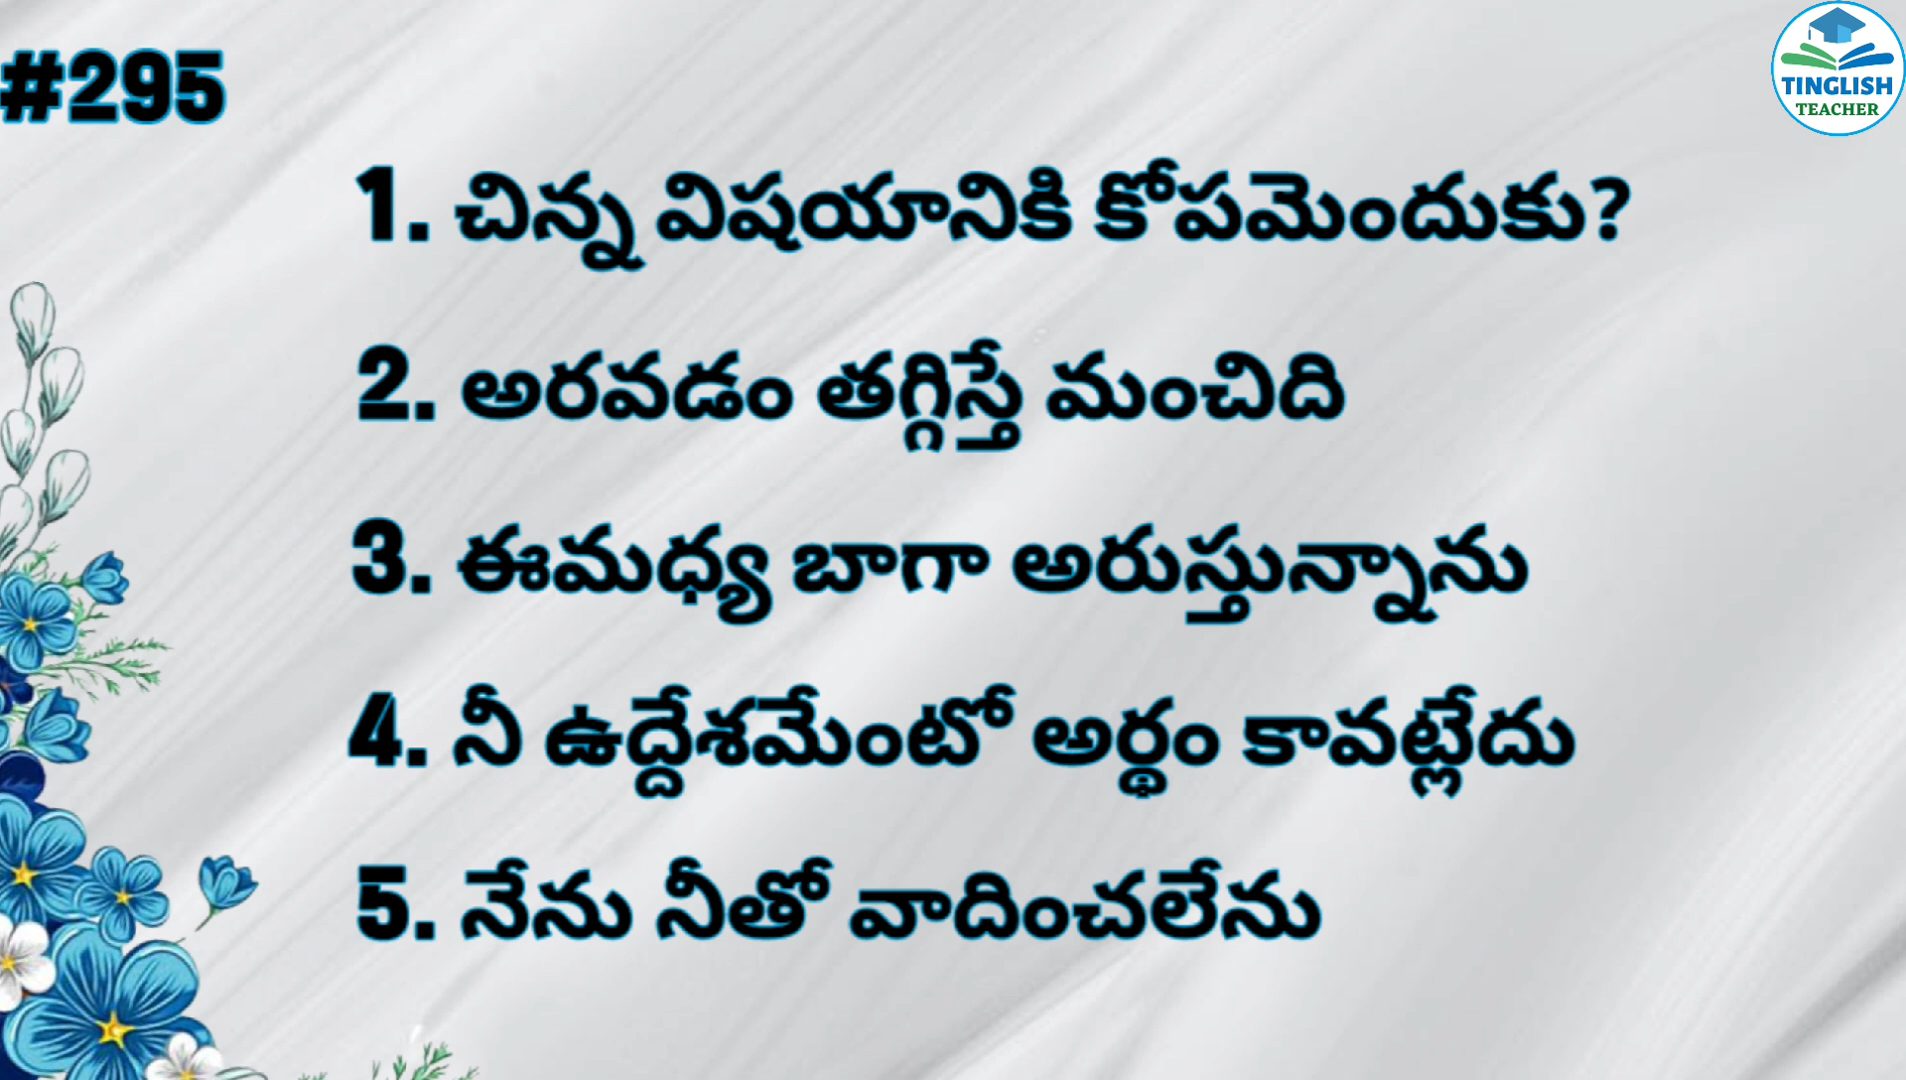 #295
TINGLISH
TEACHER
1. చిన్న విషయానికి కోపమెందుకు?
2. అరవడం తగ్గిస్తే మంచిది
3. ఈమధ్య బాగా అరుస్తున్నాను
4. నీ ఉద్దేశమేంటో అర్థం కావట్లేదు
5. నేను నీతో వాదించలేను